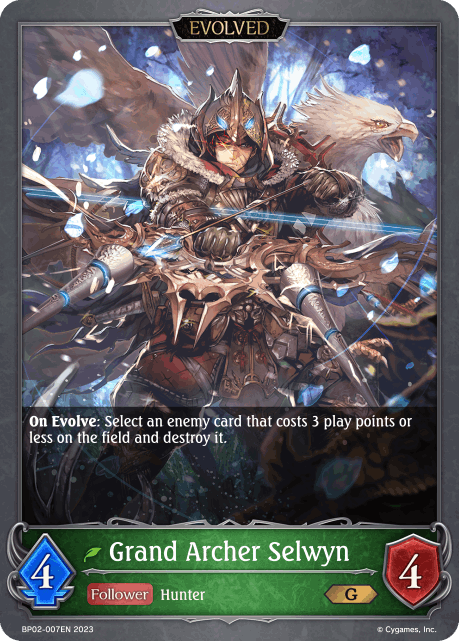 EVOLVED
On Evolve: Select an enemy card that costs 3 play points or
less on the field and destroy it.
Grand Archer Selwyn
4
Follower Hunter G
4
BP02-007EN 2023 © Cygames, Inc.